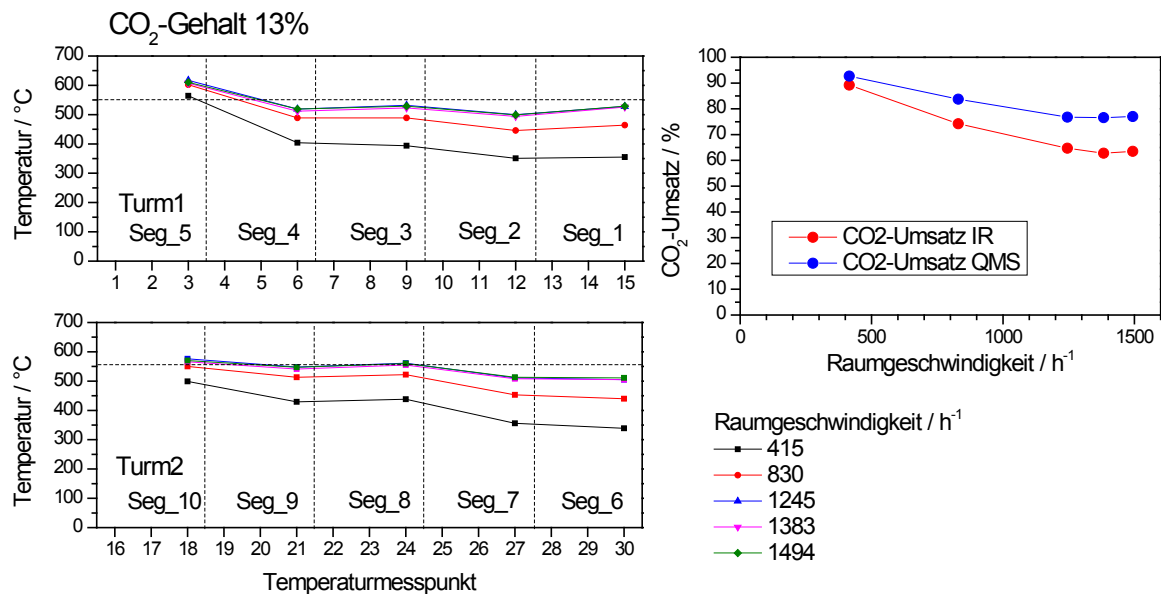 CO₂-Gehalt 13%
Temperatur / °C
700
600
500
400
300
200
100
0
Turm1
Seg_5 Seg_4 Seg_3 Seg_2 Seg_1
1 2 3 4 5 6 7 8 9 10 11 12 13 14 15
Temperatur / °C
700
600
500
400
300
200
100
0
Turm2
Seg_10 Seg_9 Seg_8 Seg_7 Seg_6
16 17 18 19 20 21 22 23 24 25 26 27 28 29 30
Temperaturmesspunkt
CO₂-Umsatz / %
100
90
80
70
60
50
40
30
20
10
0
CO2-Umsatz IR
CO2-Umsatz QMS
0 500 1000 1500
Raumgeschwindigkeit / h⁻¹
Raumgeschwindigkeit / h⁻¹
415
830
1245
1383
1494